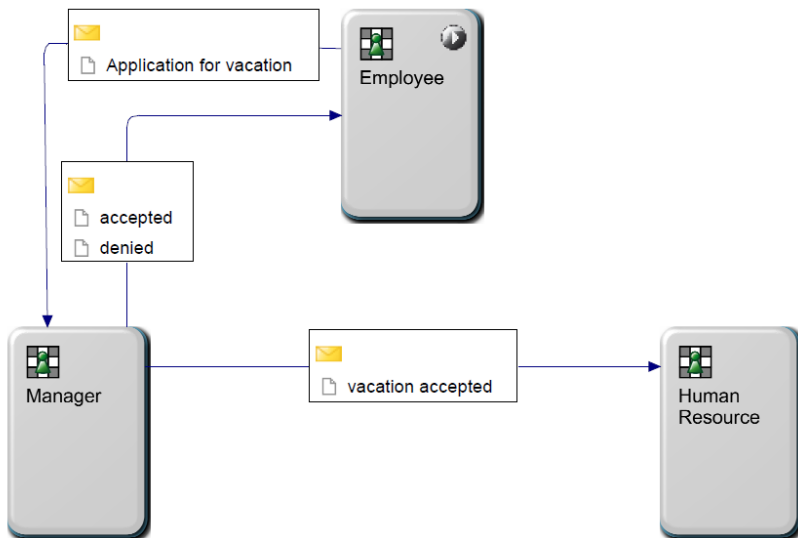 Application for vacation
Employee
accepted
denied
Manager
vacation accepted
Human
Resource